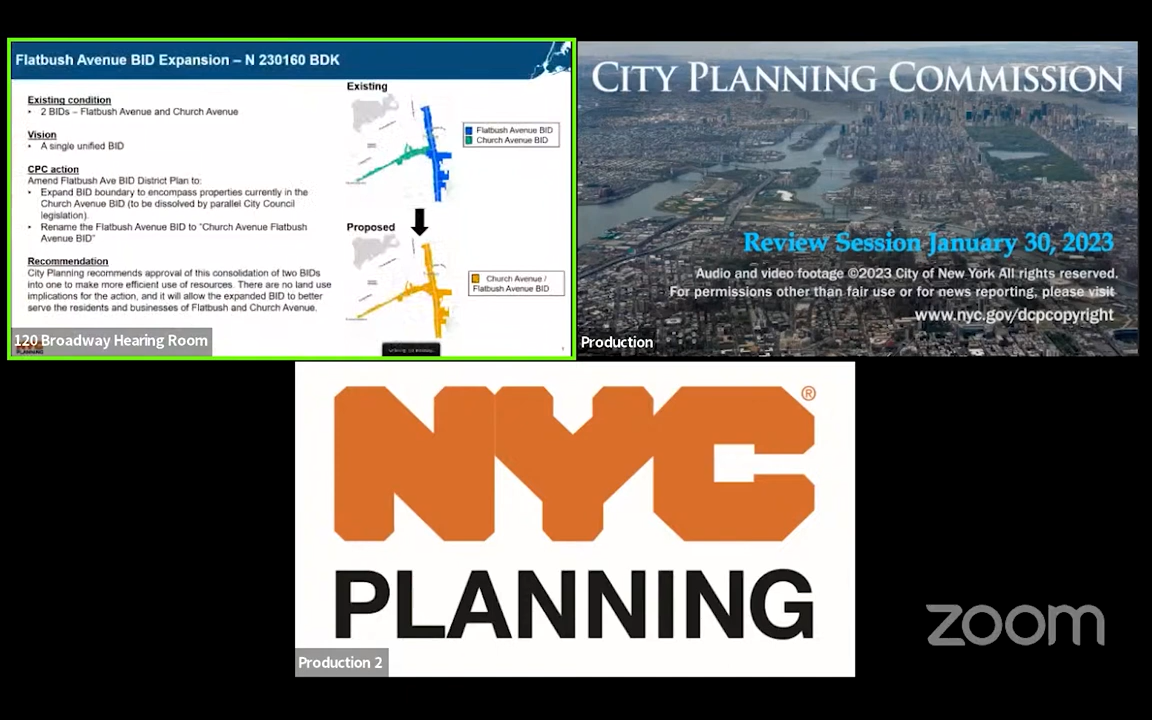 Flatbush Avenue BID Expansion – N 230160 BDK
Existing condition
• 2 BIDs – Flatbush Avenue and Church Avenue
Vision
• A single unified BID
CPC action
Amend Flatbush Ave BID District Plan to:
• Expand BID boundary to encompass properties currently in the
Church Avenue BID (to be dissolved by parallel City Council
legislation).
• Rename the Flatbush Avenue BID to "Church Avenue Flatbush
Avenue BID"
Recommendation
City Planning recommends approval of this consolidation of two BIDs
into one to make more efficient use of resources. There are no land use
implications for the action, and it will allow the expanded BID to better
serve the residents and businesses of Flatbush and Church Avenue.
Existing
Flatbush Avenue BID
Church Avenue BID
Proposed
Church Avenue /
Flatbush Avenue BID
120 Broadway Hearing Room
CITY PLANNING COMMISSION
Review Session January 30, 2023
Audio and video footage ©2023 City of New York All rights reserved.
For permissions other than fair use or for news reporting, please visit
www.nyc.gov/dcpcopyright
Production
NYC®
PLANNING
Production 2
zoom